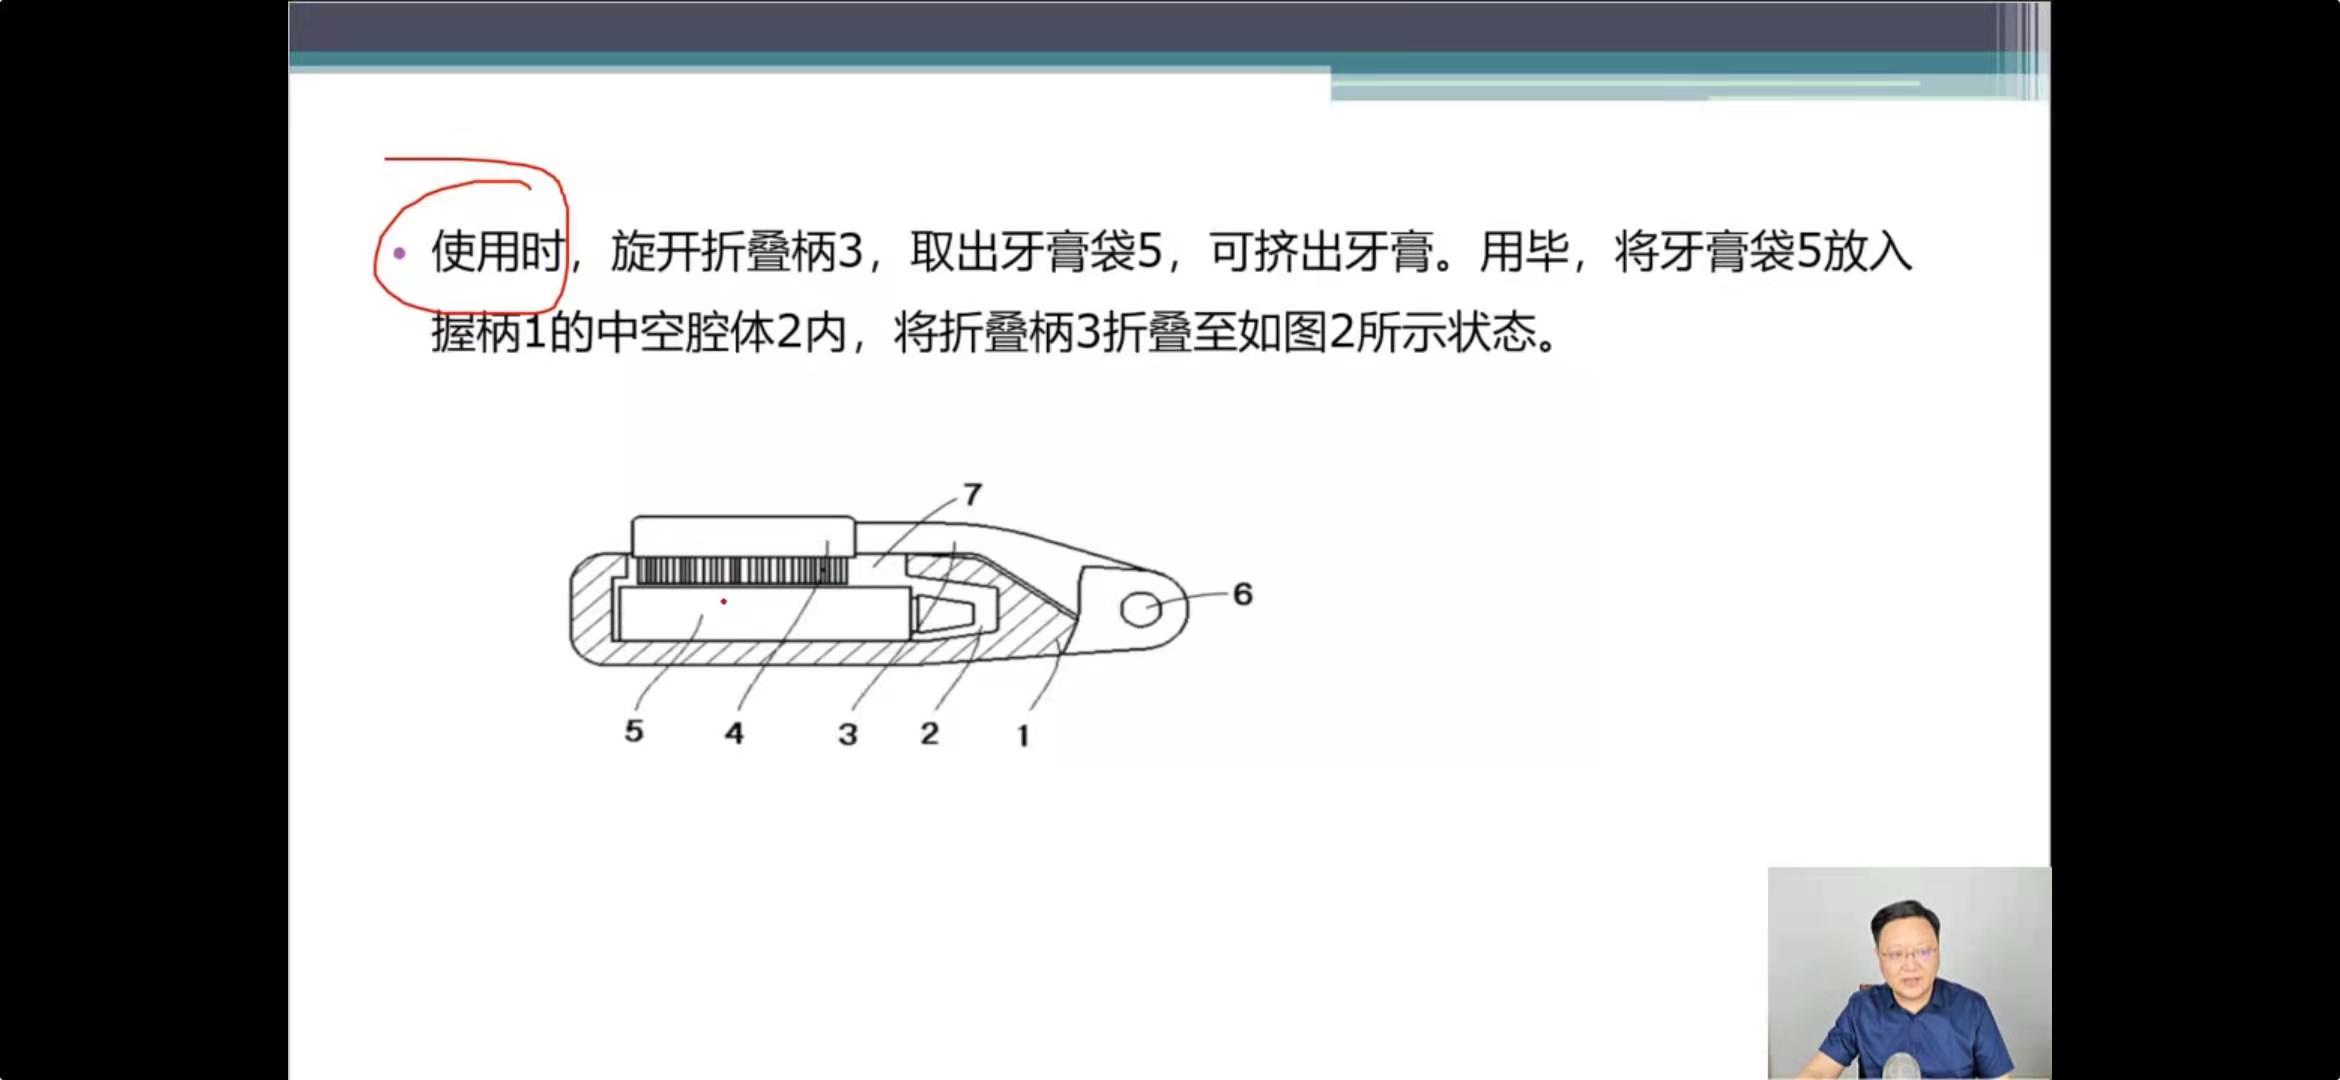 使用时，旋开折叠柄3，取出牙膏袋5，可挤出牙膏。用毕，将牙膏袋5放入
握柄1的中空腔体2内，将折叠柄3折叠至如图2所示状态。
7
6
5 4 3 2 1